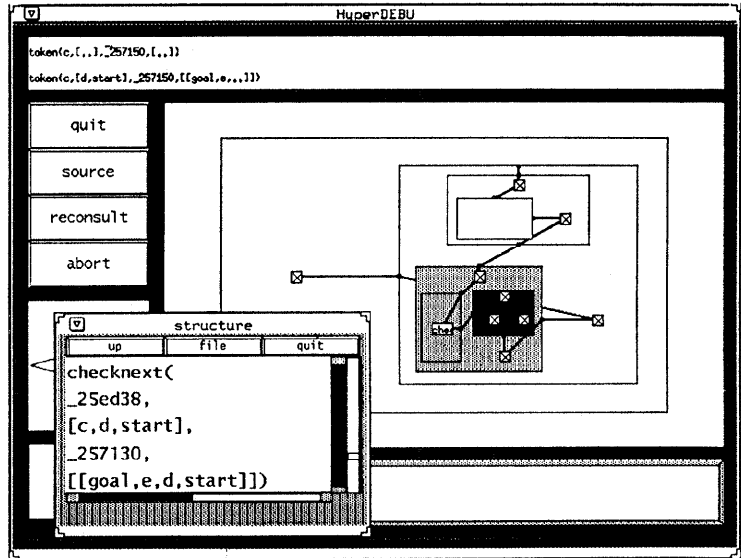 HyperDEBU
token(c,[,,],_257150,[,,])
token(c,[d,start],_257150,[[goal,e,,,]])
quit
source
reconsult
abort
chec
structure
up
file
quit
checknext(
_25ed38,
[c,d,start],
_257130,
[[goal,e,d,start]])